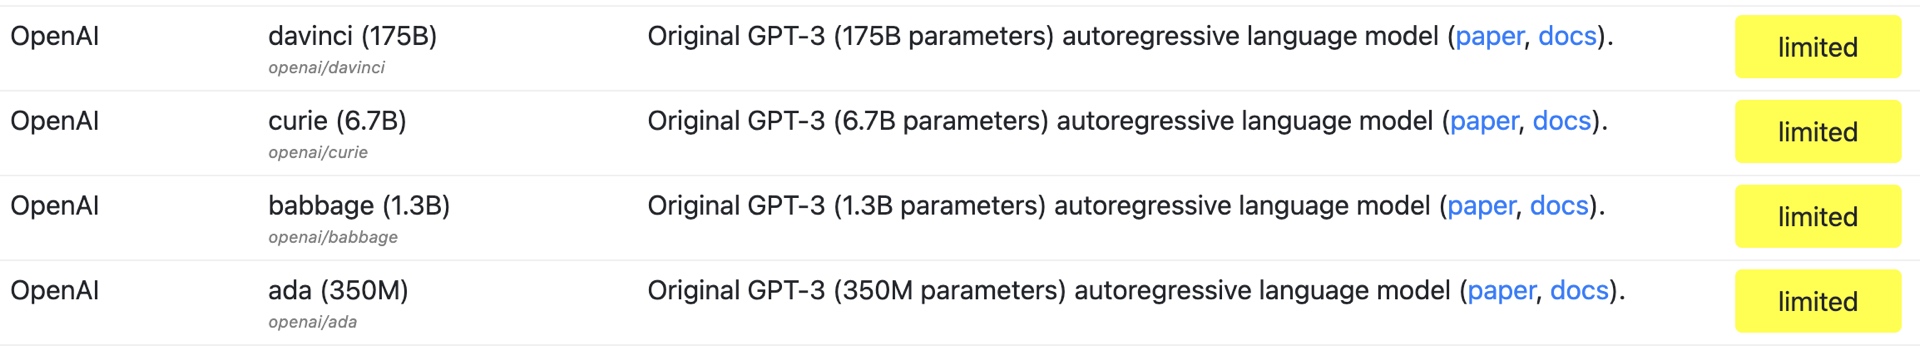 OpenAI davinci (175B) Original GPT-3 (175B parameters) autoregressive language model (paper, docs). limited
openai/davinci
OpenAI curie (6.7B) Original GPT-3 (6.7B parameters) autoregressive language model (paper, docs). limited
openai/curie
OpenAI babbage (1.3B) Original GPT-3 (1.3B parameters) autoregressive language model (paper, docs). limited
openai/babbage
OpenAI ada (350M) Original GPT-3 (350M parameters) autoregressive language model (paper, docs). limited
openai/ada